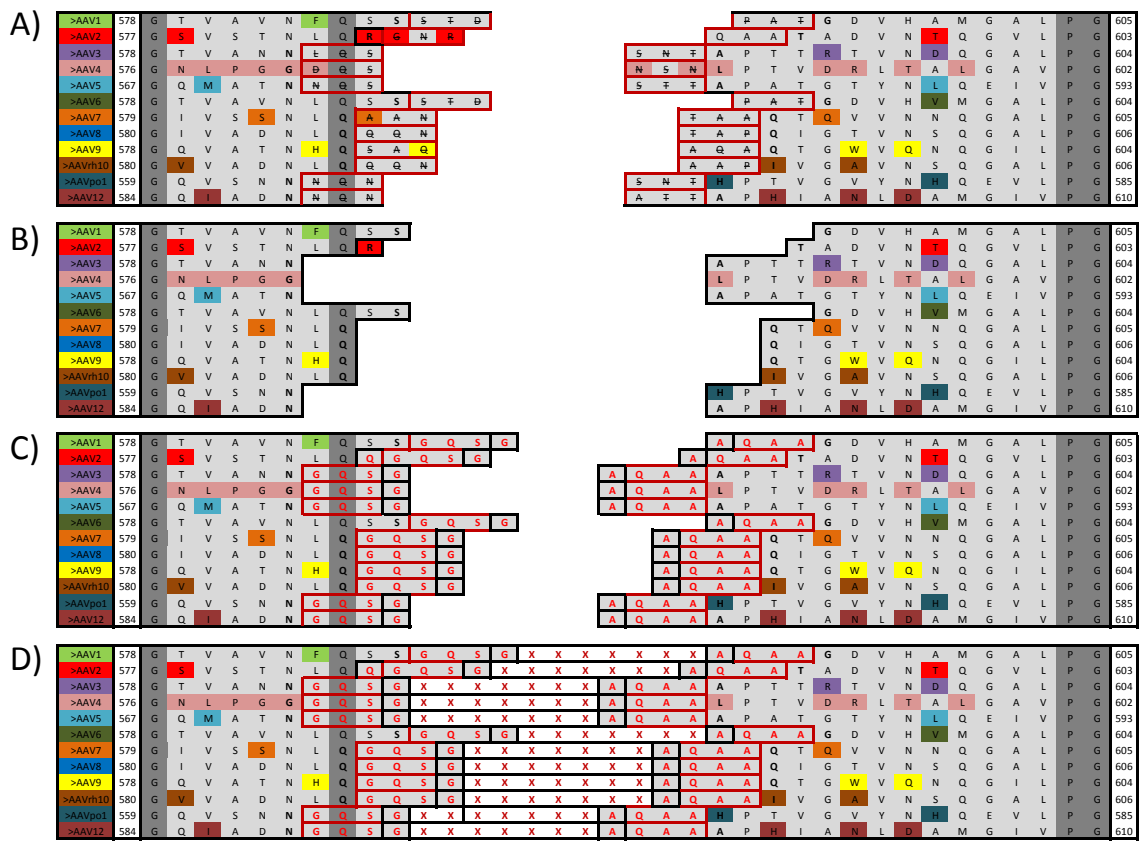 A)
>AAV1 578 G T V A V N F Q S S S T D P A T G D V H A M G A L P G 605
>AAV2 577 G S V S T N L Q R G N R Q A A T A D V N T Q G V L P G 603
>AAV3 578 G T V A N N L Q S S N T A P T T R T V N D Q G A L P G 604
>AAV4 576 G N L P G G D Q S N S N L P T V D R L T A L G A V P G 602
>AAV5 567 G Q M A T N N Q S S T T A P A T G T Y N L Q E I V P G 593
>AAV6 578 G T V A V N L Q S S S T D P A T G D V H V M G A L P G 604
>AAV7 579 G I V S S N L Q A A N T A A Q T Q V V N N Q G A L P G 605
>AAV8 580 G I V A D N L Q Q Q N T A P Q I G T V N S Q G A L P G 606
>AAV9 578 G Q V A T N H Q S A Q A Q A Q T G W V Q N Q G I L P G 604
>AAVrh10 580 G V V A D N L Q Q Q N A A P I V G A V N S Q G A L P G 606
>AAVpo1 559 G Q V S N N N Q N S N T H P T V G V Y N H Q E V L P G 585
>AAV12 584 G Q I A D N N Q N A T T A P H I A N L D A M G I V P G 610
B)
>AAV1 578 G T V A V N F Q S S G D V H A M G A L P G 605
>AAV2 577 G S V S T N L Q R T A D V N T Q G V L P G 603
>AAV3 578 G T V A N N A P T T R T V N D Q G A L P G 604
>AAV4 576 G N L P G G L P T V D R L T A L G A V P G 602
>AAV5 567 G Q M A T N A P A T G T Y N L Q E I V P G 593
>AAV6 578 G T V A V N L Q S S G D V H V M G A L P G 604
>AAV7 579 G I V S S N L Q Q T Q V V N N Q G A L P G 605
>AAV8 580 G I V A D N L Q Q I G T V N S Q G A L P G 606
>AAV9 578 G Q V A T N H Q Q T G W V Q N Q G I L P G 604
>AAVrh10 580 G V V A D N L Q I V G A V N S Q G A L P G 606
>AAVpo1 559 G Q V S N N H P T V G V Y N H Q E V L P G 585
>AAV12 584 G Q I A D N A P H I A N L D A M G I V P G 610
C)
>AAV1 578 G T V A V N F Q S S G Q S G A Q A A G D V H A M G A L P G 605
>AAV2 577 G S V S T N L Q Q G Q S G A Q A A T A D V N T Q G V L P G 603
>AAV3 578 G T V A N N G Q S G A Q A A A P T T R T V N D Q G A L P G 604
>AAV4 576 G N L P G G G Q S G A Q A A L P T V D R L T A L G A V P G 602
>AAV5 567 G Q M A T N G Q S G A Q A A A P A T G T Y N L Q E I V P G 593
>AAV6 578 G T V A V N L Q S S G Q S G A Q A A G D V H V M G A L P G 604
>AAV7 579 G I V S S N L Q G Q S G A Q A A Q T Q V V N N Q G A L P G 605
>AAV8 580 G I V A D N L Q G Q S G A Q A A Q I G T V N S Q G A L P G 606
>AAV9 578 G Q V A T N H Q G Q S G A Q A A Q T G W V Q N Q G I L P G 604
>AAVrh10 580 G V V A D N L Q G Q S G A Q A A I V G A V N S Q G A L P G 606
>AAVpo1 559 G Q V S N N G Q S G A Q A A H P T V G V Y N H Q E V L P G 585
>AAV12 584 G Q I A D N G Q S G A Q A A A P H I A N L D A M G I V P G 610
D)
>AAV1 578 G T V A V N F Q S S G Q S G X X X X X X X A Q A A G D V H A M G A L P G 605
>AAV2 577 G S V S T N L Q Q G Q S G X X X X X X X A Q A A T A D V N T Q G V L P G 603
>AAV3 578 G T V A N N G Q S G X X X X X X X A Q A A A P T T R T V N D Q G A L P G 604
>AAV4 576 G N L P G G G Q S G X X X X X X X A Q A A L P T V D R L T A L G A V P G 602
>AAV5 567 G Q M A T N G Q S G X X X X X X X A Q A A A P A T G T Y N L Q E I V P G 593
>AAV6 578 G T V A V N L Q S S G Q S G X X X X X X X A Q A A G D V H V M G A L P G 604
>AAV7 579 G I V S S N L Q G Q S G X X X X X X X A Q A A Q T Q V V N N Q G A L P G 605
>AAV8 580 G I V A D N L Q G Q S G X X X X X X X A Q A A Q I G T V N S Q G A L P G 606
>AAV9 578 G Q V A T N H Q G Q S G X X X X X X X A Q A A Q T G W V Q N Q G I L P G 604
>AAVrh10 580 G V V A D N L Q G Q S G X X X X X X X A Q A A I V G A V N S Q G A L P G 606
>AAVpo1 559 G Q V S N N G Q S G X X X X X X X A Q A A H P T V G V Y N H Q E V L P G 585
>AAV12 584 G Q I A D N G Q S G X X X X X X X A Q A A A P H I A N L D A M G I V P G 610